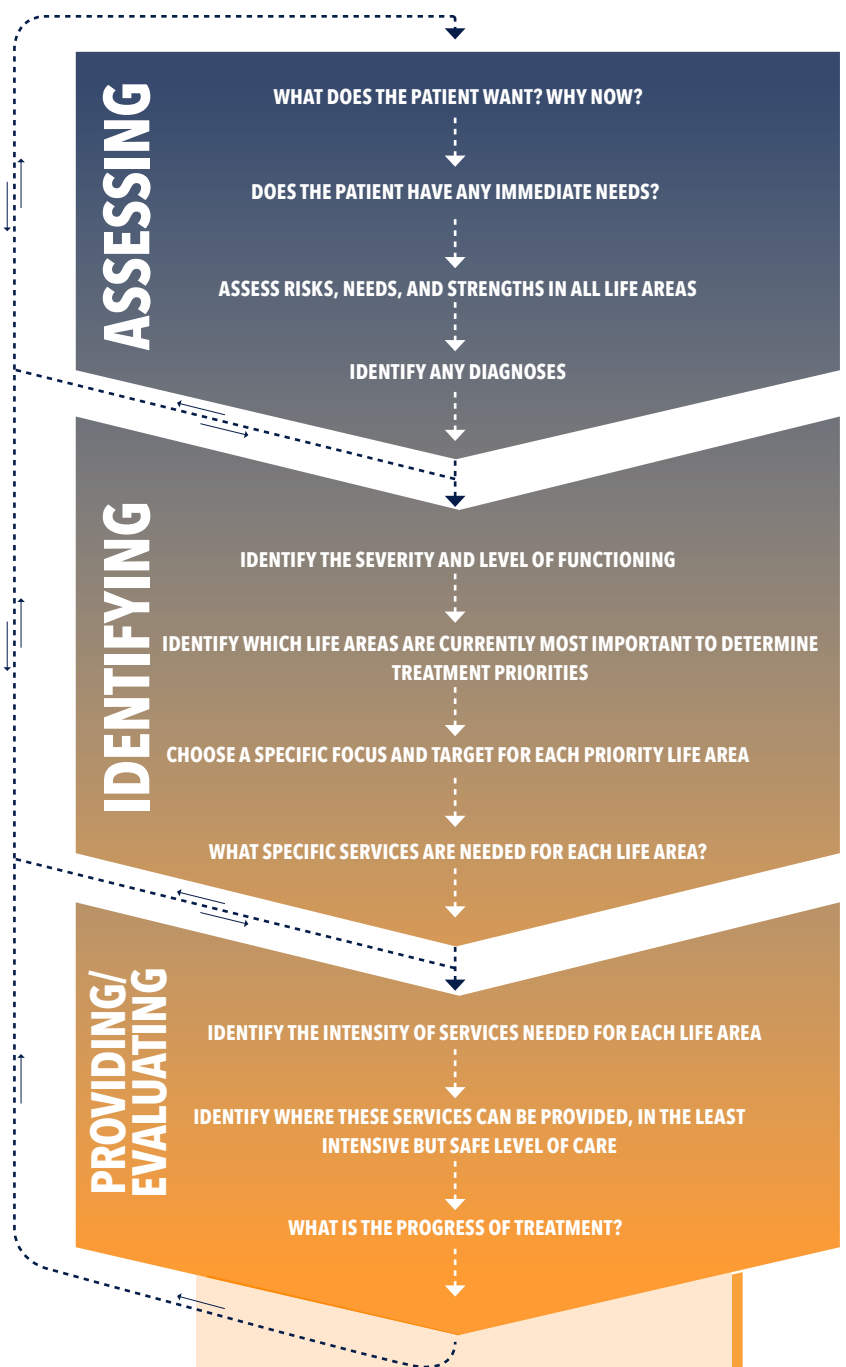 ASSESSING
WHAT DOES THE PATIENT WANT? WHY NOW?
DOES THE PATIENT HAVE ANY IMMEDIATE NEEDS?
ASSESS RISKS, NEEDS, AND STRENGTHS IN ALL LIFE AREAS
IDENTIFY ANY DIAGNOSES
IDENTIFYING
IDENTIFY THE SEVERITY AND LEVEL OF FUNCTIONING
IDENTIFY WHICH LIFE AREAS ARE CURRENTLY MOST IMPORTANT TO DETERMINE
TREATMENT PRIORITIES
CHOOSE A SPECIFIC FOCUS AND TARGET FOR EACH PRIORITY LIFE AREA
WHAT SPECIFIC SERVICES ARE NEEDED FOR EACH LIFE AREA?
PROVIDING/
EVALUATING
IDENTIFY THE INTENSITY OF SERVICES NEEDED FOR EACH LIFE AREA
IDENTIFY WHERE THESE SERVICES CAN BE PROVIDED, IN THE LEAST
INTENSIVE BUT SAFE LEVEL OF CARE
WHAT IS THE PROGRESS OF TREATMENT?